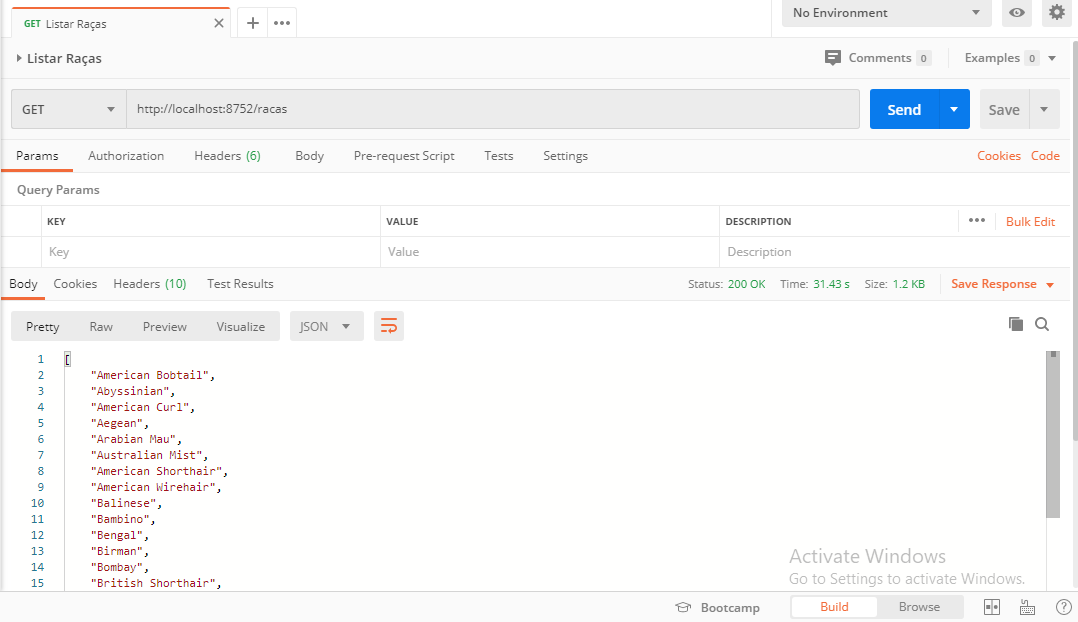 GET Listar Raças
No Environment
Listar Raças
Comments 0
Examples 0
GET
http://localhost:8752/racas
Send
Save
Params
Authorization
Headers (6)
Body
Pre-request Script
Tests
Settings
Cookies
Code
Query Params
KEY
VALUE
DESCRIPTION
Bulk Edit
Key
Value
Description
Body
Cookies
Headers (10)
Test Results
Status: 200 OK
Time: 31.43 s
Size: 1.2 KB
Save Response
Pretty
Raw
Preview
Visualize
JSON
1 [
2 "American Bobtail",
3 "Abyssinian",
4 "American Curl",
5 "Aegean",
6 "Arabian Mau",
7 "Australian Mist",
8 "American Shorthair",
9 "American Wirehair",
10 "Balinese",
11 "Bambino",
12 "Bengal",
13 "Birman",
14 "Bombay",
15 "British Shorthair",
Activate Windows
Go to Settings to activate Windows.
Bootcamp
Build
Browse